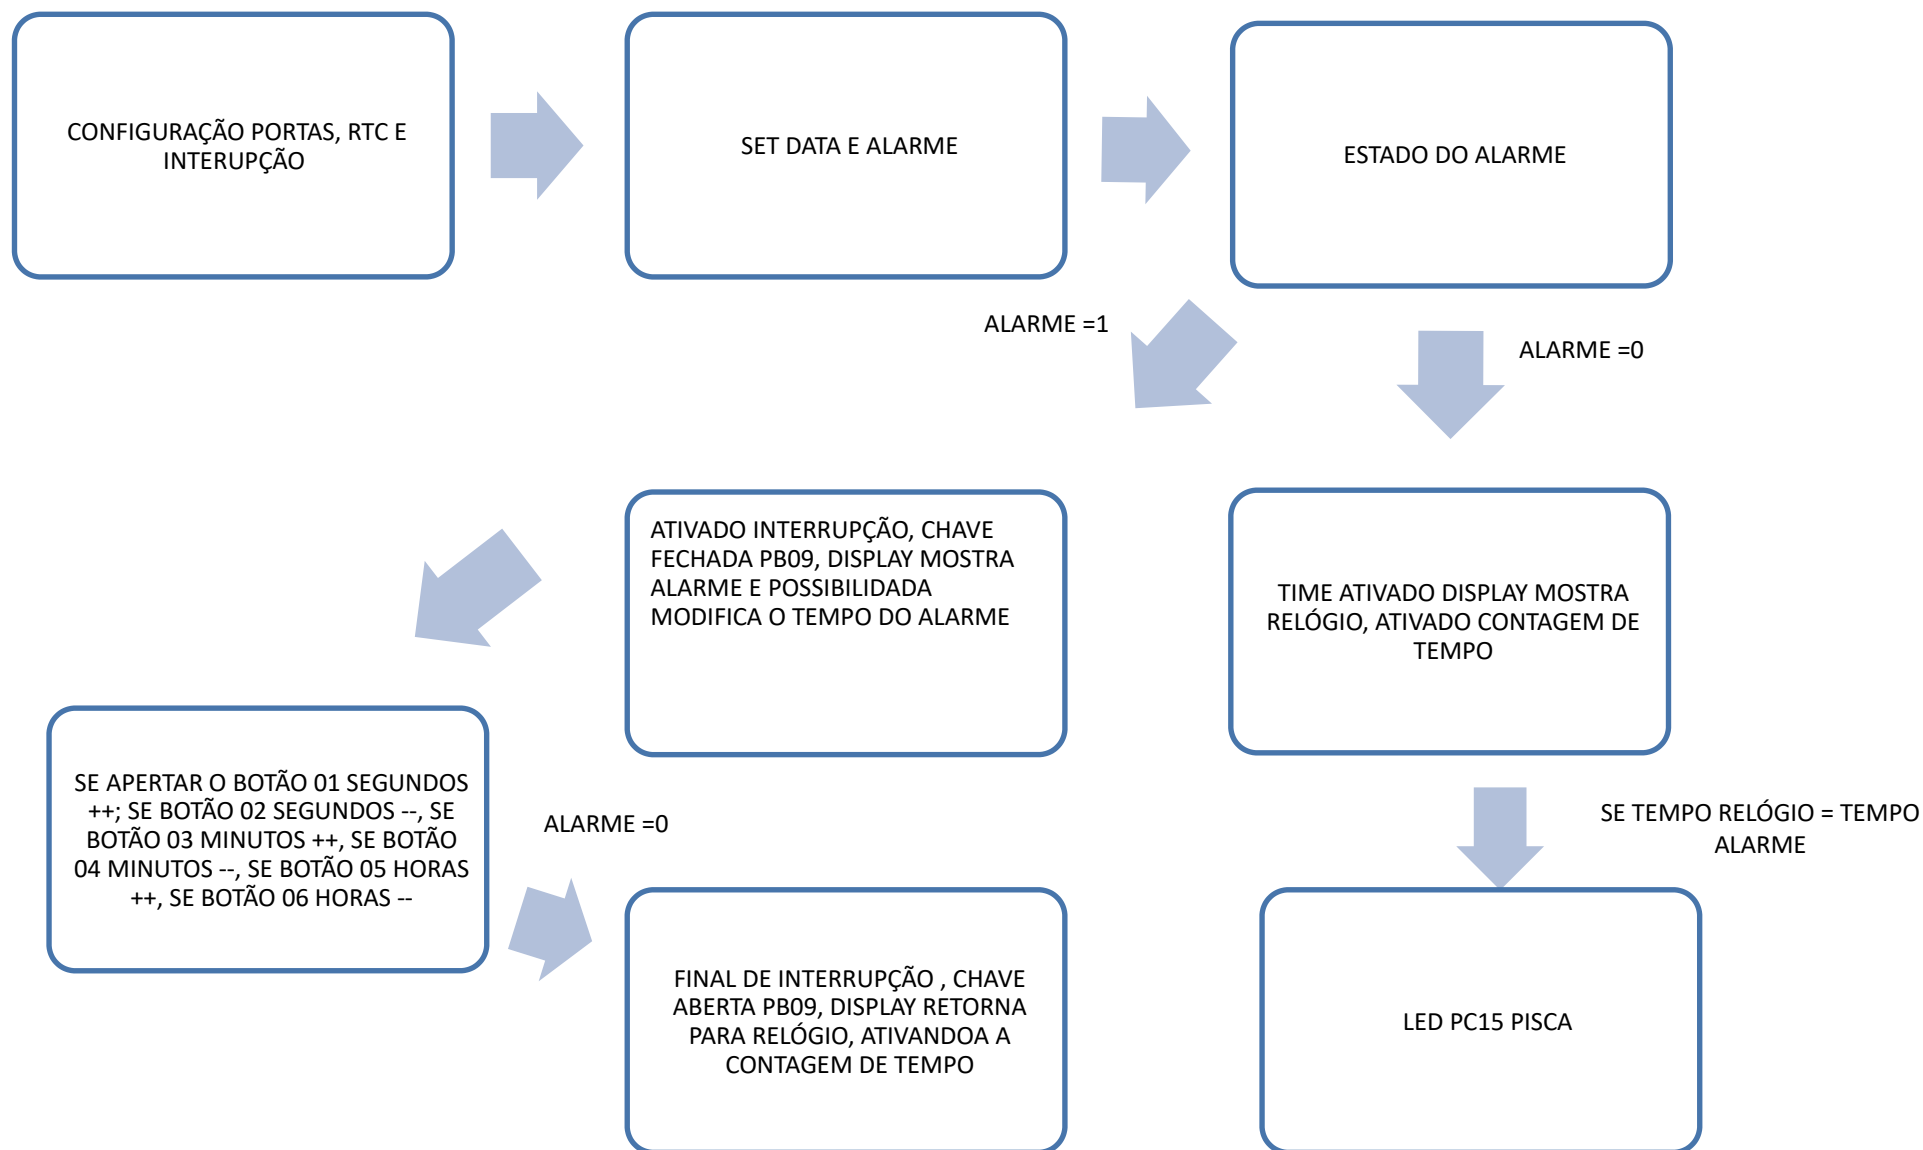 CONFIGURAÇÃO PORTAS, RTC E
INTERUPÇÃO
SET DATA E ALARME
ESTADO DO ALARME
ALARME =1
ALARME =0
ATIVADO INTERRUPÇÃO, CHAVE
FECHADA PB09, DISPLAY MOSTRA
ALARME E POSSIBILIDADA
MODIFICA O TEMPO DO ALARME
TIME ATIVADO DISPLAY MOSTRA
RELÓGIO, ATIVADO CONTAGEM DE
TEMPO
SE APERTAR O BOTÃO 01 SEGUNDOS
++; SE BOTÃO 02 SEGUNDOS --, SE
BOTÃO 03 MINUTOS ++, SE BOTÃO
04 MINUTOS --, SE BOTÃO 05 HORAS
++, SE BOTÃO 06 HORAS --
ALARME =0
SE TEMPO RELÓGIO = TEMPO
ALARME
FINAL DE INTERRUPÇÃO , CHAVE
ABERTA PB09, DISPLAY RETORNA
PARA RELÓGIO, ATIVANDOA A
CONTAGEM DE TEMPO
LED PC15 PISCA